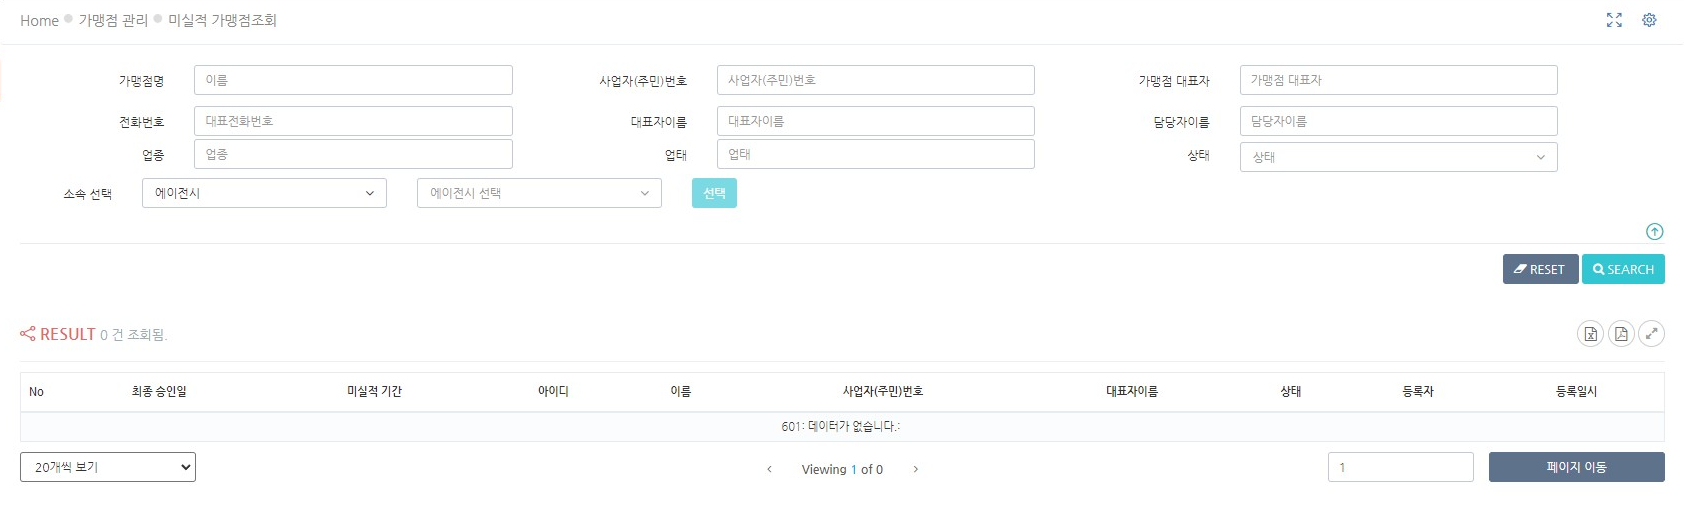 Home 가맹점 관리 미실적 가맹점조회
가맹점명 이름 사업자(주민)번호 사업자(주민)번호 가맹점 대표자 가맹점 대표자
전화번호 대표전화번호 대표자이름 대표자이름 담당자이름 담당자이름
업종 업종 업태 업태 상태 상태
소속 선택 에이전시 에이전시 선택 선택
RESET SEARCH
RESULT 0 건 조회됨.
No 최종 승인일 미실적 기간 아이디 이름 사업자(주민)번호 대표자이름 상태 등록자 등록일시
601: 데이터가 없습니다.:
20개씩 보기 Viewing 1 of 0 1 페이지 이동